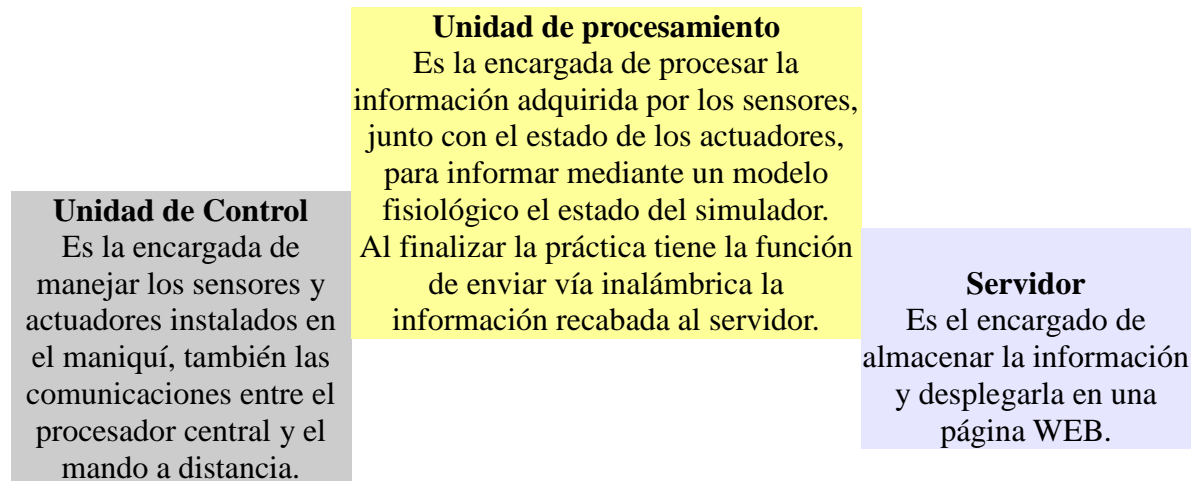 Unidad de procesamiento
Es la encargada de procesar la
información adquirida por los sensores,
junto con el estado de los actuadores,
para informar mediante un modelo
fisiológico el estado del simulador.
Al finalizar la práctica tiene la función
de enviar vía inalámbrica la
información recabada al servidor.
Unidad de Control
Es la encargada de
manejar los sensores y
actuadores instalados en
el maniquí, también las
comunicaciones entre el
procesador central y el
mando a distancia.
Servidor
Es el encargado de
almacenar la información
y desplegarla en una
página WEB.